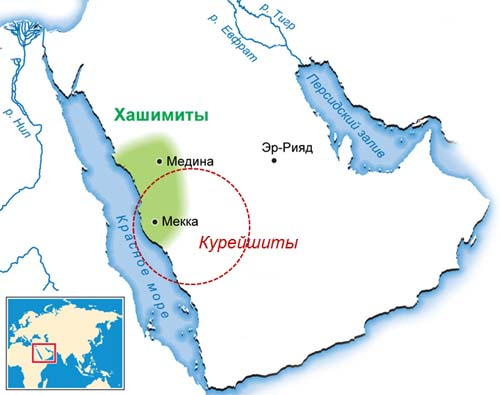 р. Тигр
р. Евфрат
р. Нил
Персидский залив
Хашимиты
Медина
Эр-Рияд
Мекка
Курейшиты
Красное море